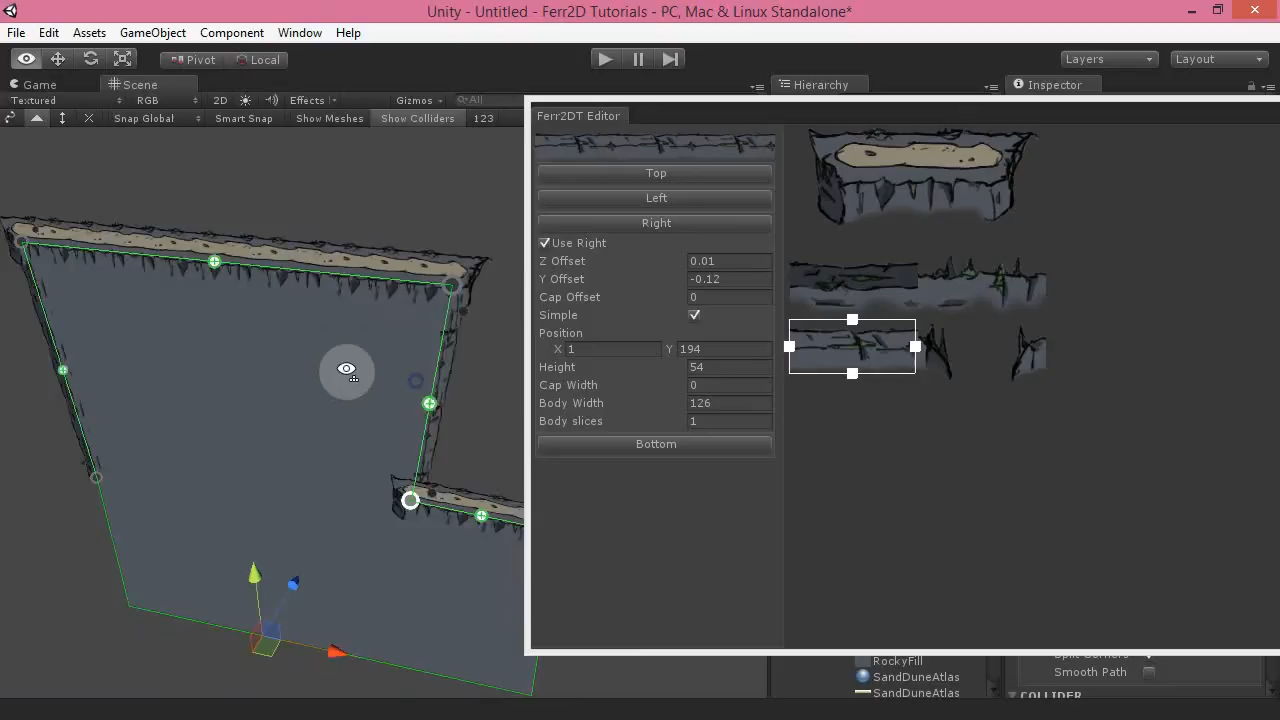 Unity - Untitled - Ferr2D Tutorials - PC, Mac & Linux Standalone*
File Edit Assets GameObject Component Window Help
Pivot Local Layers Layout
Game Scene Hierarchy Inspector
Textured RGB 2D Effects Gizmos All
Snap Global Smart Snap Show Meshes Show Colliders 123
Ferr2DT Editor
Top
Left
Right
Use Right
Z Offset 0.01
Y Offset -0.12
Cap Offset 0
Simple
Position
X 1 Y 194
Height 54
Cap Width 0
Body Width 126
Body slices 1
Bottom
RockyFill
SandDuneAtlas
SandDuneAtlas
Split Corners
Smooth Path
COLLIDER